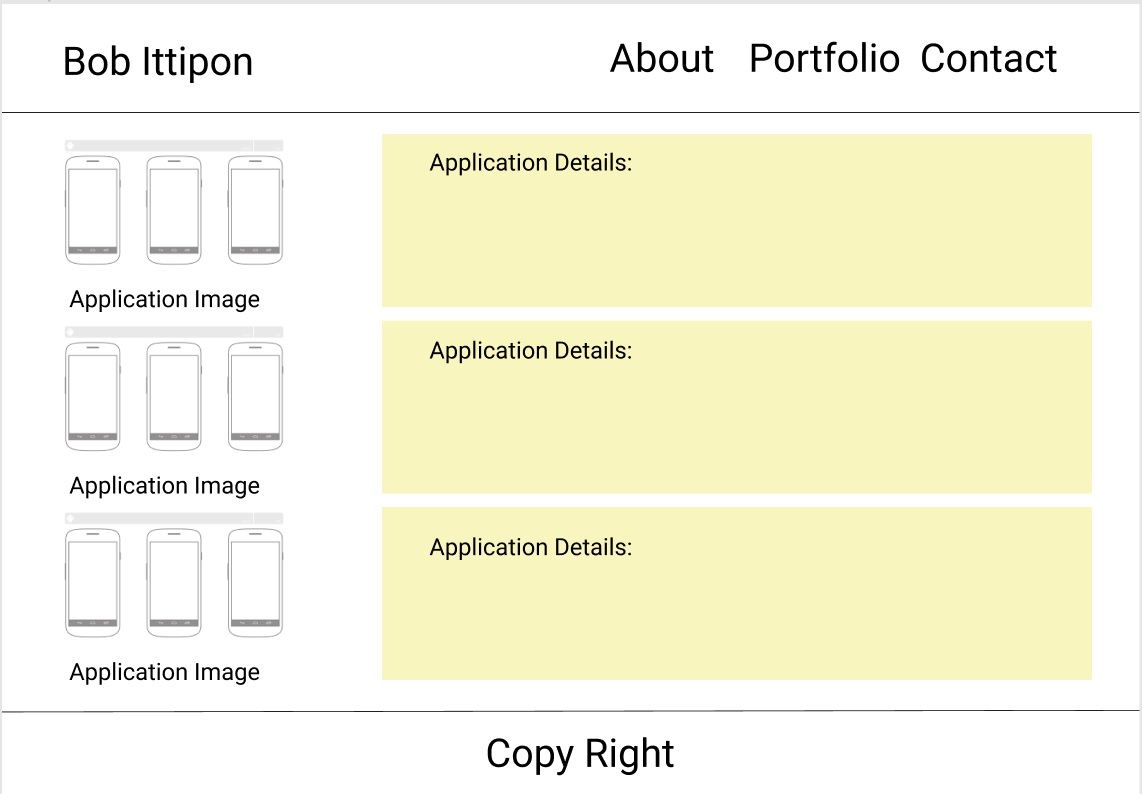 Bob Ittipon
About Portfolio Contact
Application Details:
Application Image
Application Details:
Application Image
Application Details:
Application Image
Copy Right